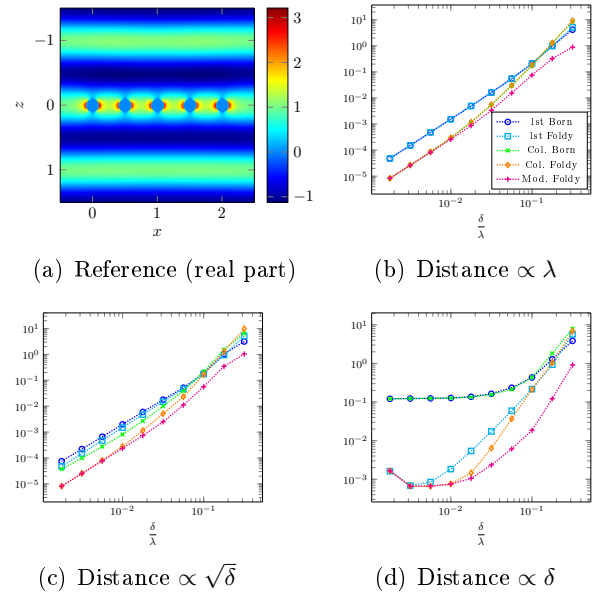 −1
0
1
z
0
1
2
x
3
2
1
0
−1
(a) Reference (real part)
10^1
10^0
10^−1
10^−2
10^−3
10^−4
10^−5
10^−2
10^−1
δ/λ
1st Born
1st Foldy
Col. Born
Col. Foldy
Mod. Foldy
(b) Distance ∝ λ
10^1
10^0
10^−1
10^−2
10^−3
10^−4
10^−5
10^−2
10^−1
δ/λ
(c) Distance ∝ √δ
10^1
10^0
10^−1
10^−2
10^−3
10^−2
10^−1
δ/λ
(d) Distance ∝ δ